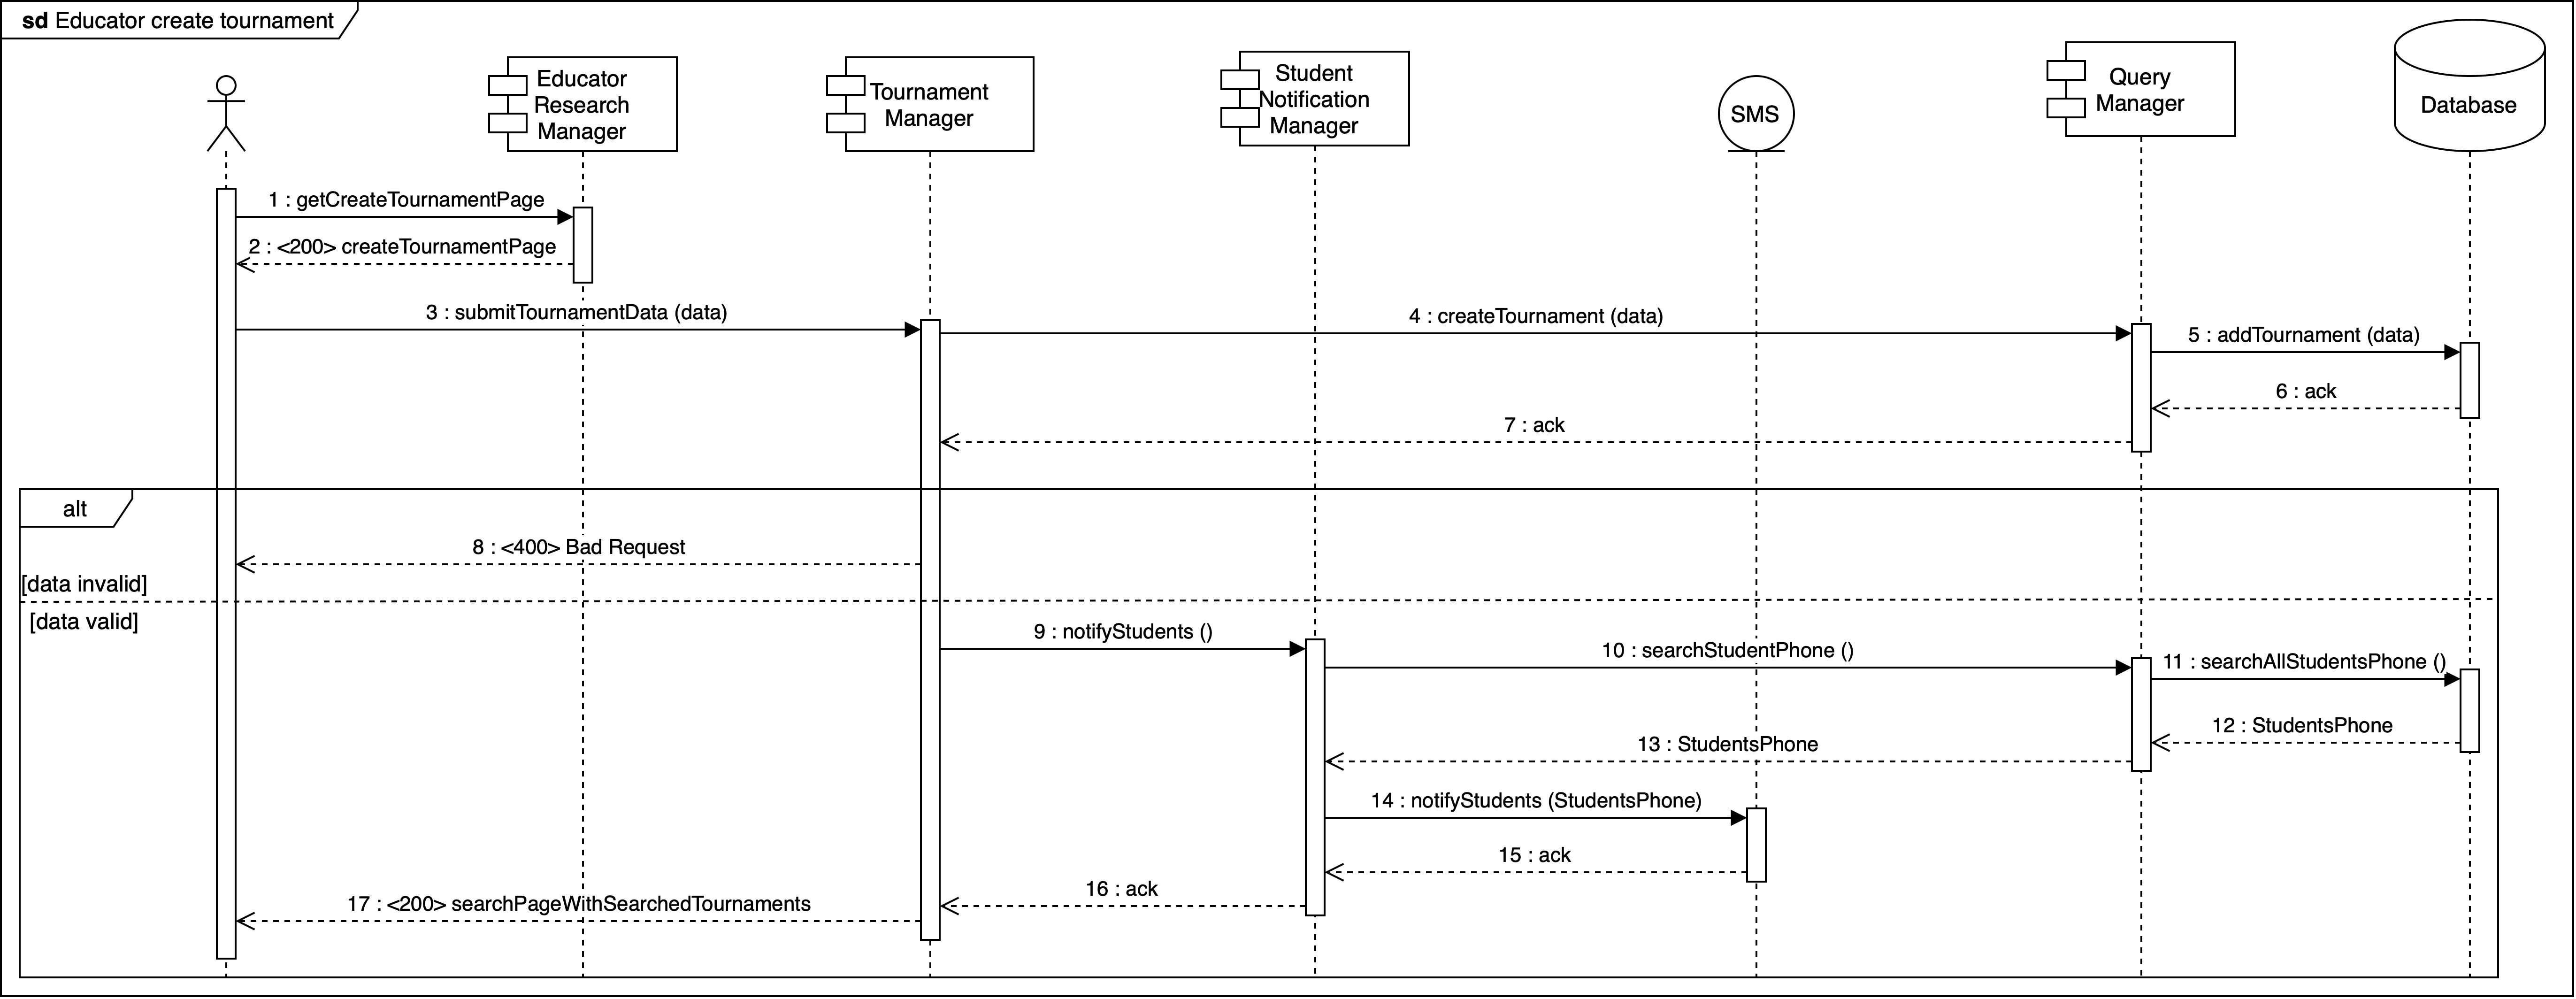 sd Educator create tournament
Educator
Research
Manager
Tournament
Manager
Student
Notification
Manager
SMS
Query
Manager
Database
1 : getCreateTournamentPage
2 : <200> createTournamentPage
3 : submitTournamentData (data)
4 : createTournament (data)
5 : addTournament (data)
6 : ack
7 : ack
alt
8 : <400> Bad Request
[data invalid]
[data valid]
9 : notifyStudents ()
10 : searchStudentPhone ()
11 : searchAllStudentsPhone ()
12 : StudentsPhone
13 : StudentsPhone
14 : notifyStudents (StudentsPhone)
15 : ack
16 : ack
17 : <200> searchPageWithSearchedTournaments